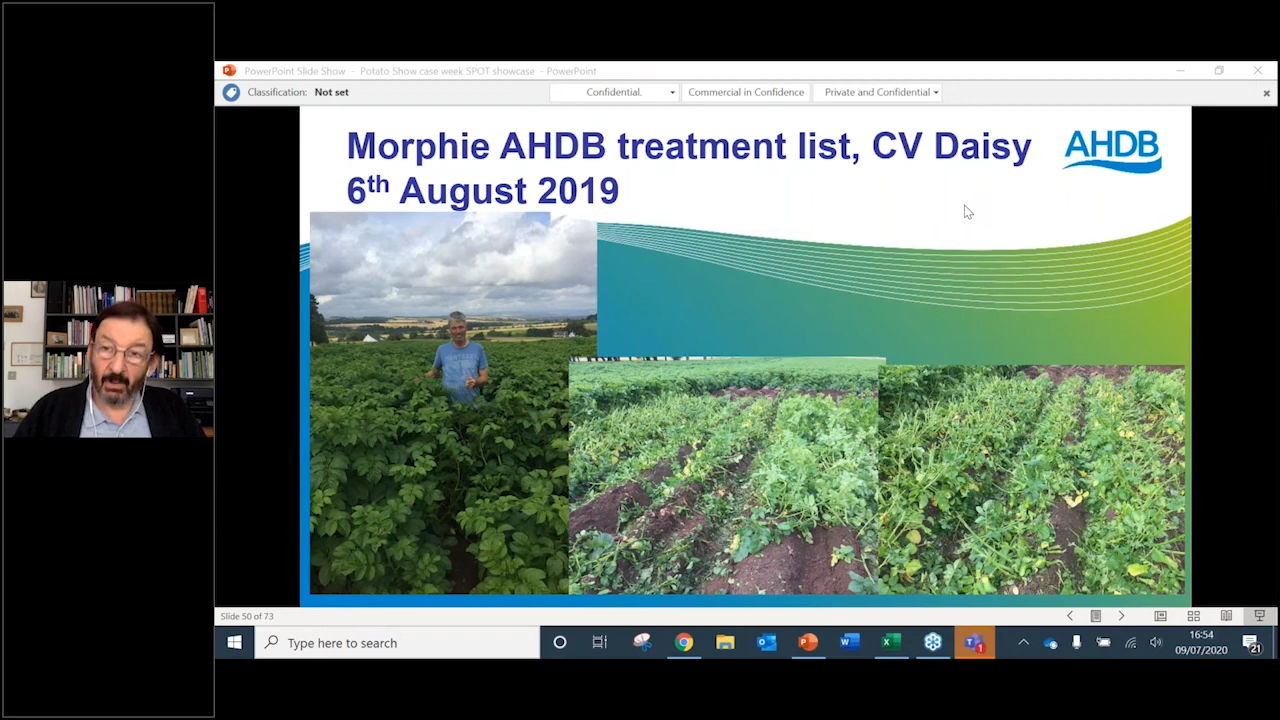 PowerPoint Slide Show - Potato Show case week SPOT showcase - PowerPoint
Classification: Not set
Confidential.
Commercial in Confidence
Private and Confidential
Morphie AHDB treatment list, CV Daisy
6th August 2019
AHDB
Slide 50 of 73
Type here to search
1
16:54
09/07/2020
21